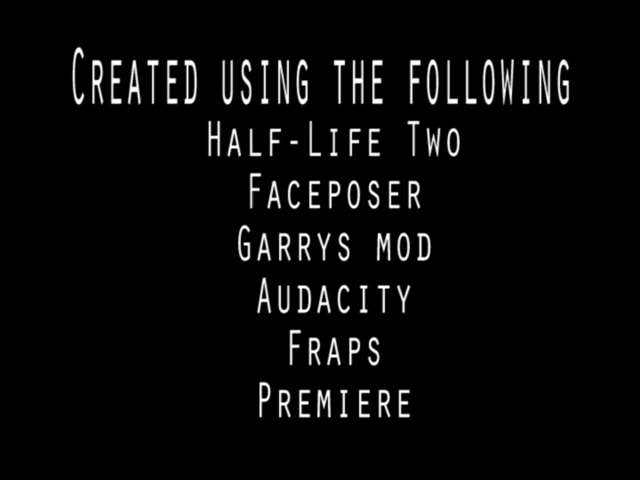 Created using the following
Half-Life Two
Faceposer
Garrys mod
Audacity
Fraps
Premiere